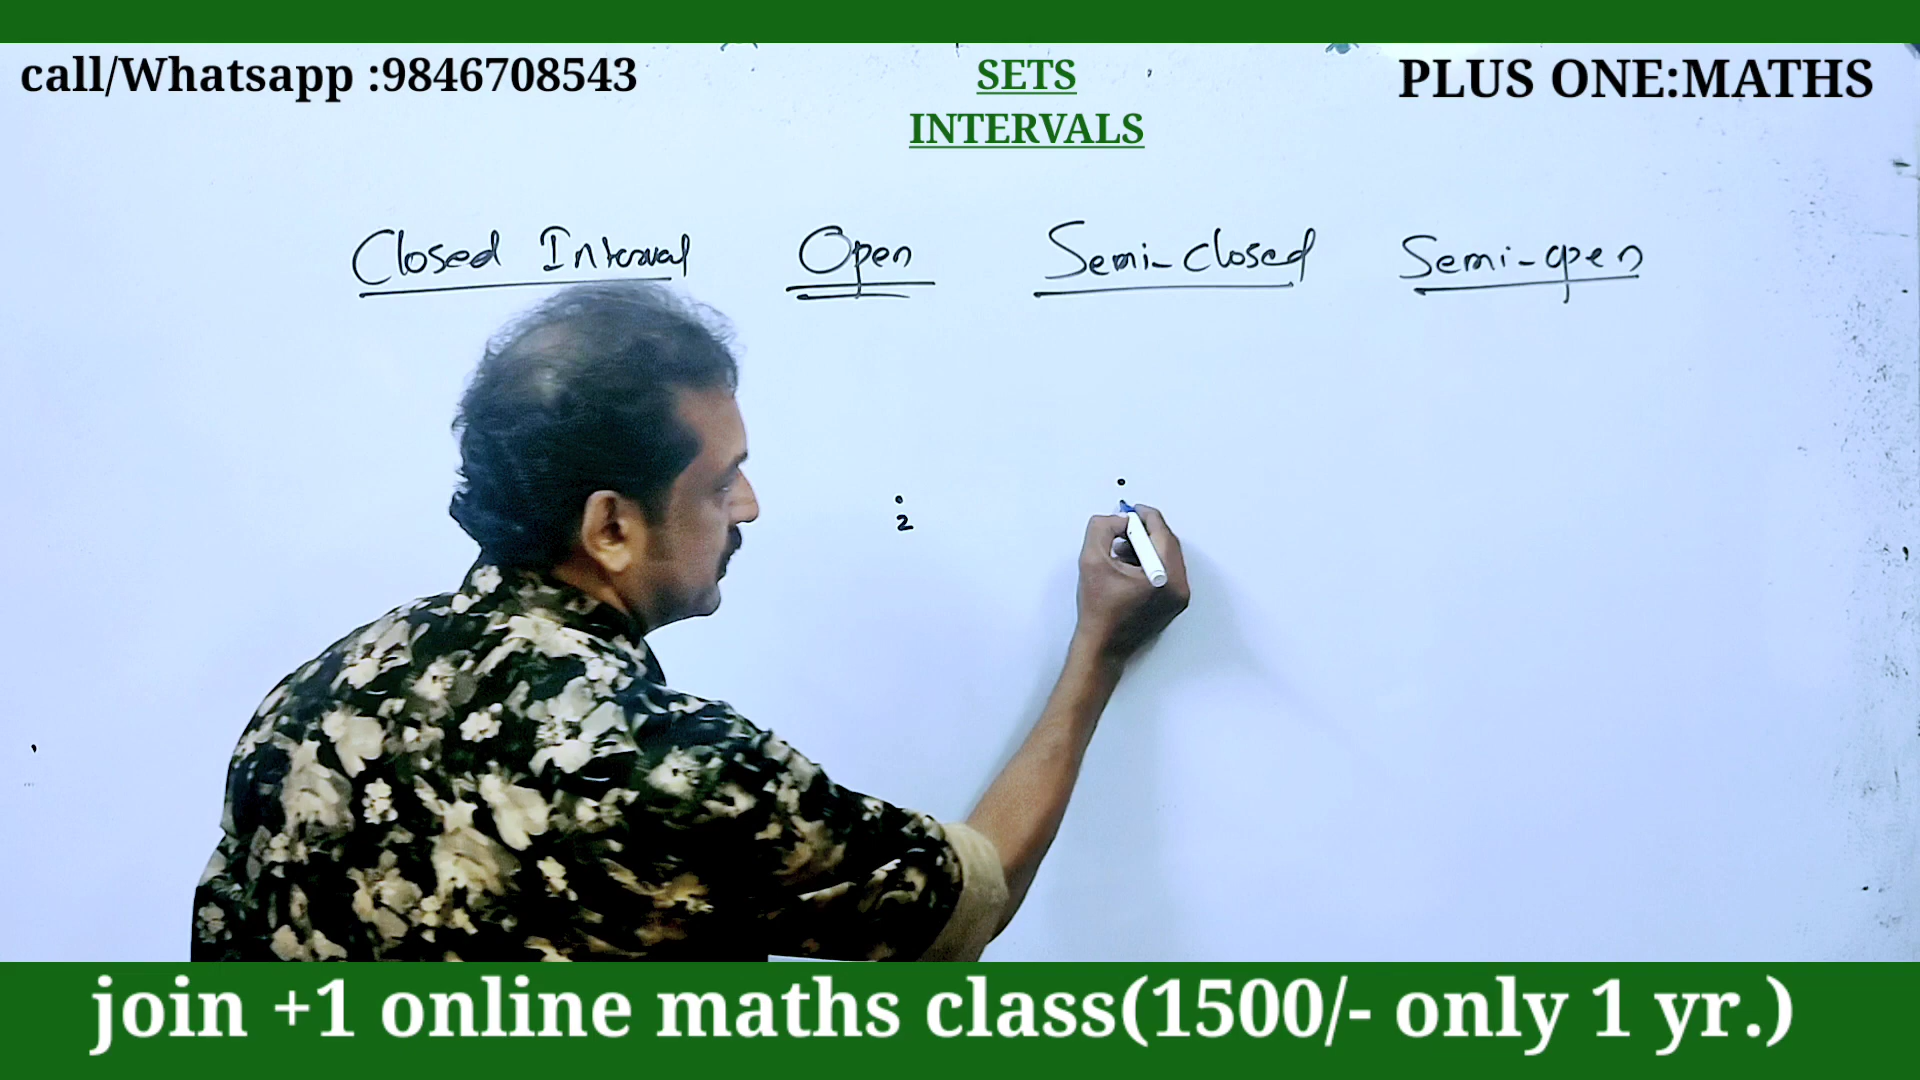 call/Whatsapp :9846708543
SETS
INTERVALS
PLUS ONE:MATHS
Closed Interval Open Semi-closed Semi-open
2
join +1 online maths class(1500/- only 1 yr.)